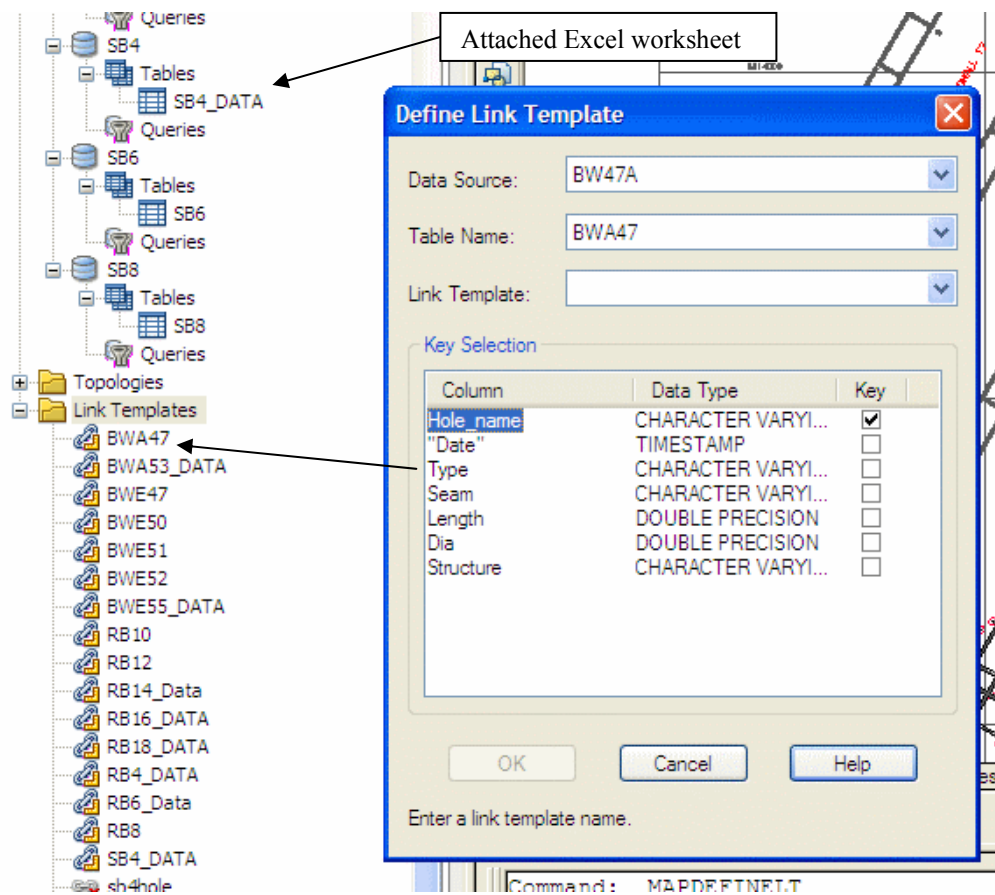 Queries
SB4
Tables
SB4_DATA
Queries
SB6
Tables
SB6
Queries
SB8
Tables
SB8
Queries
Topologies
Link Templates
BWA47
BWA53_DATA
BWE47
BWE50
BWE51
BWE52
BWE55_DATA
RB10
RB12
RB14_Data
RB16_DATA
RB18_DATA
RB4_DATA
RB6_Data
RB8
SB4_DATA
sb4hole
Attached Excel worksheet
Define Link Template
Data Source: BW47A
Table Name: BWA47
Link Template:
Key Selection
Column Data Type Key
Hole_name CHARACTER VARYI...
"Date" TIMESTAMP
Type CHARACTER VARYI...
Seam CHARACTER VARYI...
Length DOUBLE PRECISION
Dia DOUBLE PRECISION
Structure CHARACTER VARYI...
OK Cancel Help
Enter a link template name.
Command: MAPDEFINELT